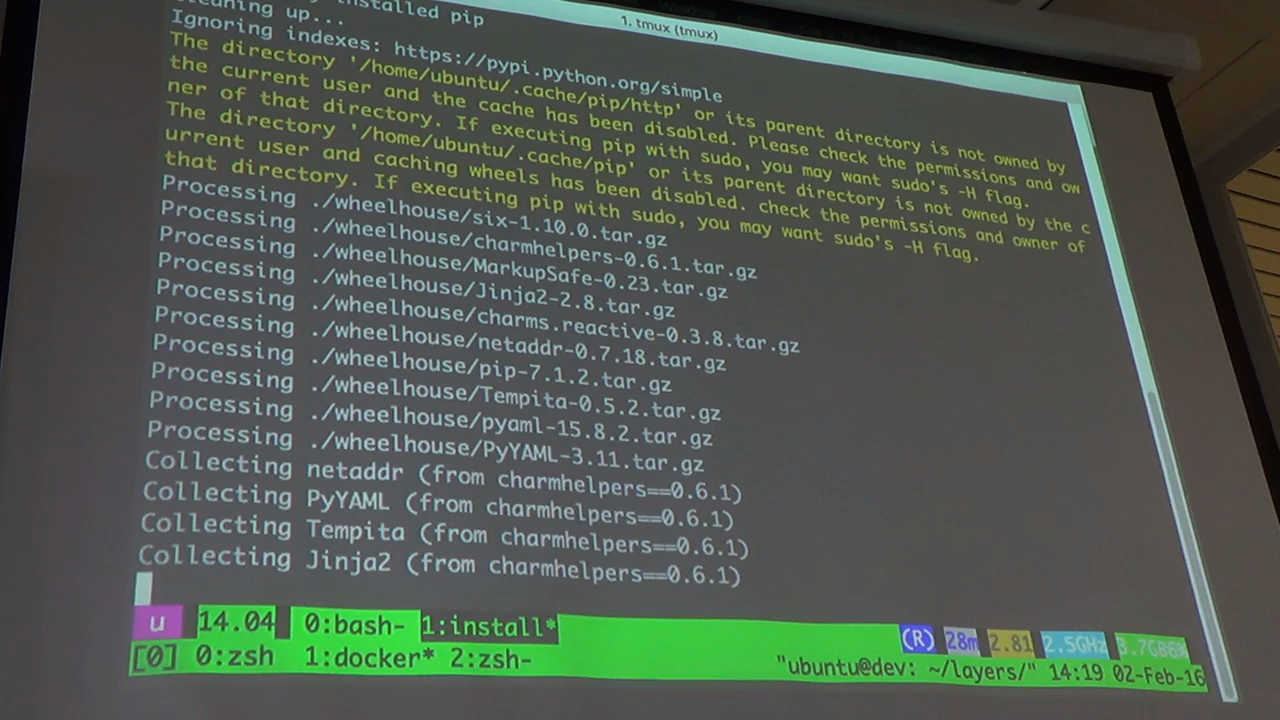 installed pip
Cleaning up...
1. tmux (tmux)
Ignoring indexes: https://pypi.python.org/simple
The directory '/home/ubuntu/.cache/pip/http' or its parent directory is not owned by
the current user and the cache has been disabled. Please check the permissions and ow
ner of that directory. If executing pip with sudo, you may want sudo's -H flag.
The directory '/home/ubuntu/.cache/pip' or its parent directory is not owned by the c
urrent user and caching wheels has been disabled. check the permissions and owner of
that directory. If executing pip with sudo, you may want sudo's -H flag.
Processing ./wheelhouse/six-1.10.0.tar.gz
Processing ./wheelhouse/charmhelpers-0.6.1.tar.gz
Processing ./wheelhouse/MarkupSafe-0.23.tar.gz
Processing ./wheelhouse/Jinja2-2.8.tar.gz
Processing ./wheelhouse/charms.reactive-0.3.8.tar.gz
Processing ./wheelhouse/netaddr-0.7.18.tar.gz
Processing ./wheelhouse/pip-7.1.2.tar.gz
Processing ./wheelhouse/Tempita-0.5.2.tar.gz
Processing ./wheelhouse/pyaml-15.8.2.tar.gz
Processing ./wheelhouse/PyYAML-3.11.tar.gz
Collecting netaddr (from charmhelpers==0.6.1)
Collecting PyYAML (from charmhelpers==0.6.1)
Collecting Tempita (from charmhelpers==0.6.1)
Collecting Jinja2 (from charmhelpers==0.6.1)
u 14.04 0:bash- 1:install* (R) 28m 2.81 2.5GHz 3.7G86%
[0] 0:zsh 1:docker* 2:zsh- "ubuntu@dev: ~/layers/" 14:19 02-Feb-16